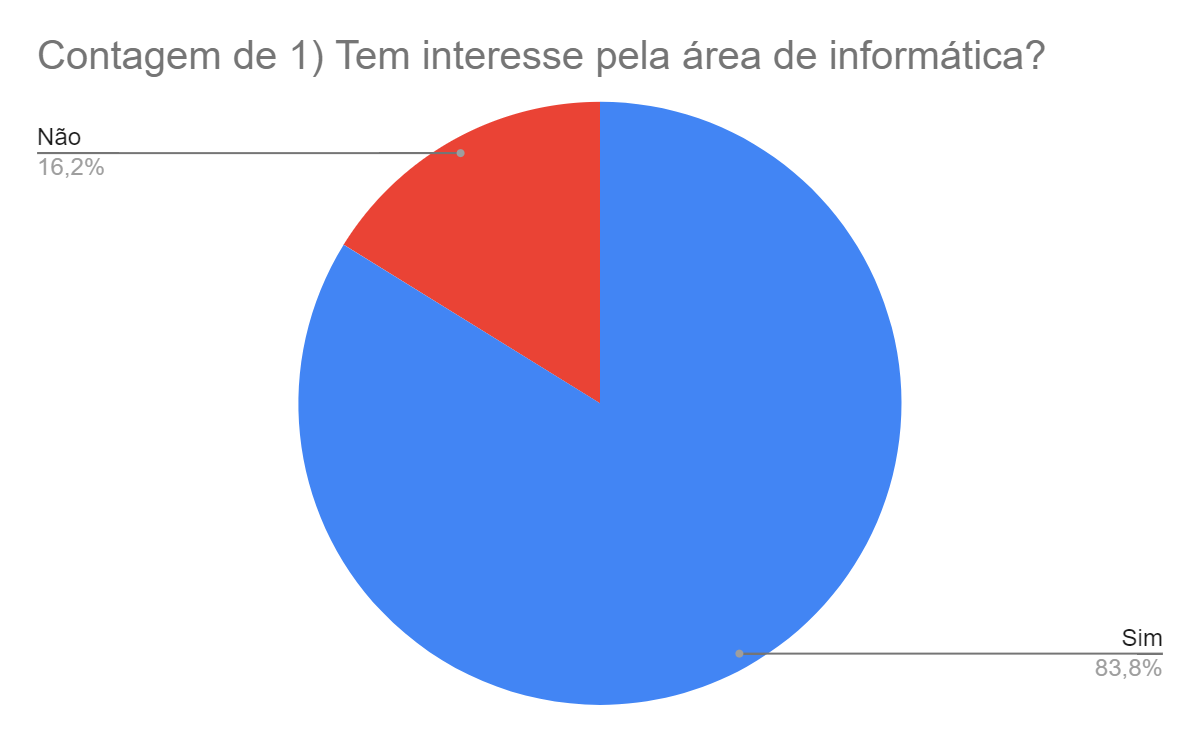 Contagem de 1) Tem interesse pela área de informática?
Não
16,2%
Sim
83,8%